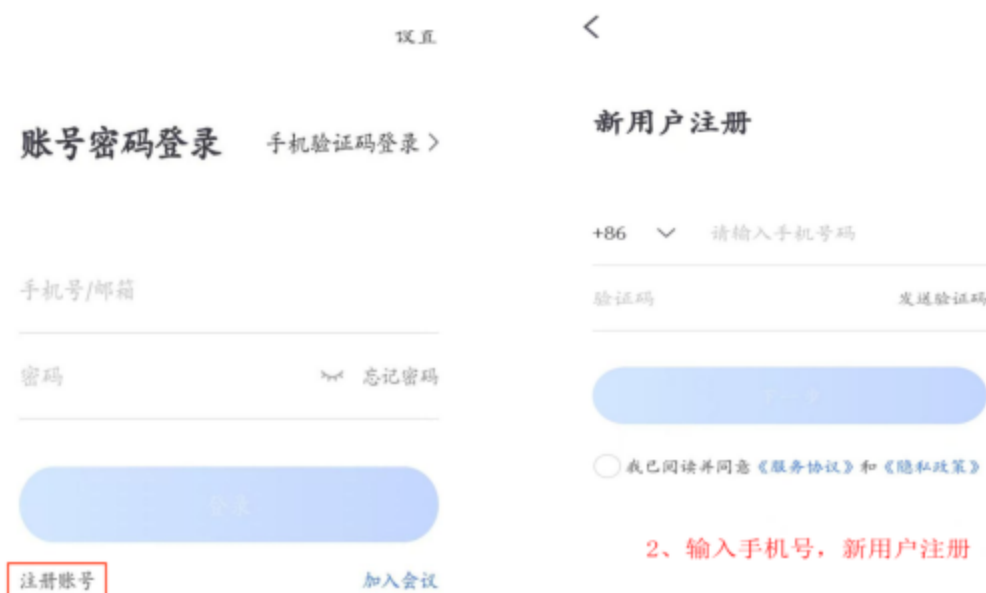 设置
账号密码登录 手机验证码登录 >
手机号/邮箱
密码 忘记密码
登录
注册账号 加入会议
新用户注册
+86 请输入手机号码
验证码 发送验证码
下一步
我已阅读并同意《服务协议》和《隐私政策》
2、输入手机号，新用户注册